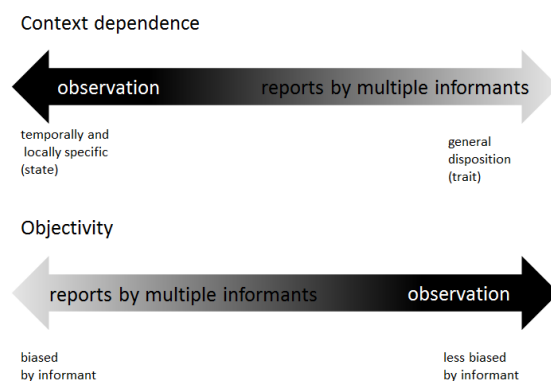 Context dependence
observation reports by multiple informants
temporally and
locally specific
(state)
general
disposition
(trait)
Objectivity
reports by multiple informants observation
biased
by informant
less biased
by informant